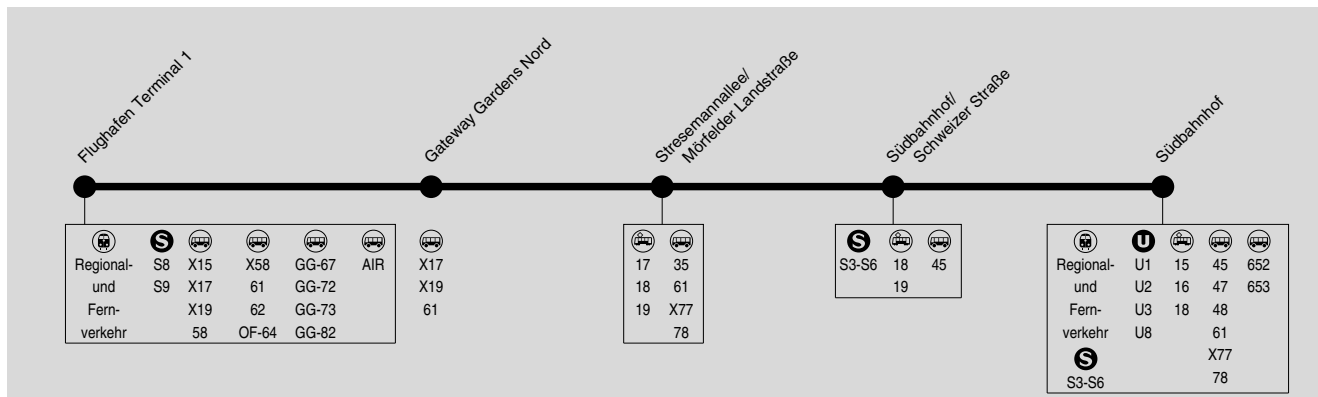 Flughafen Terminal 1
Gateway Gardens Nord
Stresemannallee/
Mörfelder Landstraße
Südbahnhof/
Schweizer Straße
Südbahnhof
S
Regional- S8 X15 X58 GG-67 AIR
und S9 X17 61 GG-72
Fern- X19 62 GG-73
verkehr 58 OF-64 GG-82
X17
X19
61
17 35
18 61
19 X77
78
S
S3-S6 18 45
19
U
Regional- U1 15 45 652
und U2 16 47 653
Fern- U3 18 48
verkehr U8 61
S X77
S3-S6 78